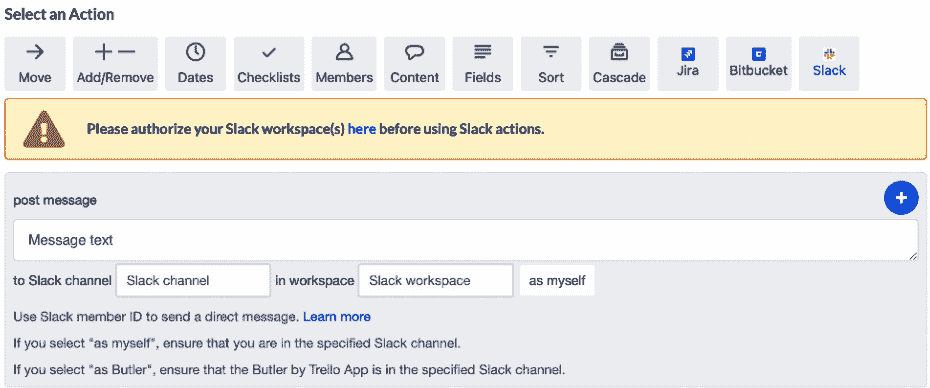 Select an Action
Move Add/Remove Dates Checklists Members Content Fields Sort Cascade Jira Bitbucket Slack
Please authorize your Slack workspace(s) here before using Slack actions.
post message
Message text
to Slack channel Slack channel in workspace Slack workspace as myself
Use Slack member ID to send a direct message. Learn more
If you select "as myself", ensure that you are in the specified Slack channel.
If you select "as Butler", ensure that the Butler by Trello App is in the specified Slack channel.